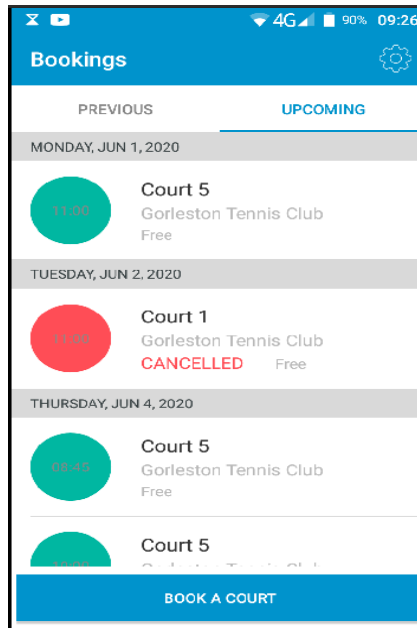 4G 90% 09:26
Bookings
PREVIOUS UPCOMING
MONDAY, JUN 1, 2020
11:00
Court 5
Gorleston Tennis Club
Free
TUESDAY, JUN 2, 2020
11:00
Court 1
Gorleston Tennis Club
CANCELLED Free
THURSDAY, JUN 4, 2020
08:45
Court 5
Gorleston Tennis Club
Free
Court 5
BOOK A COURT